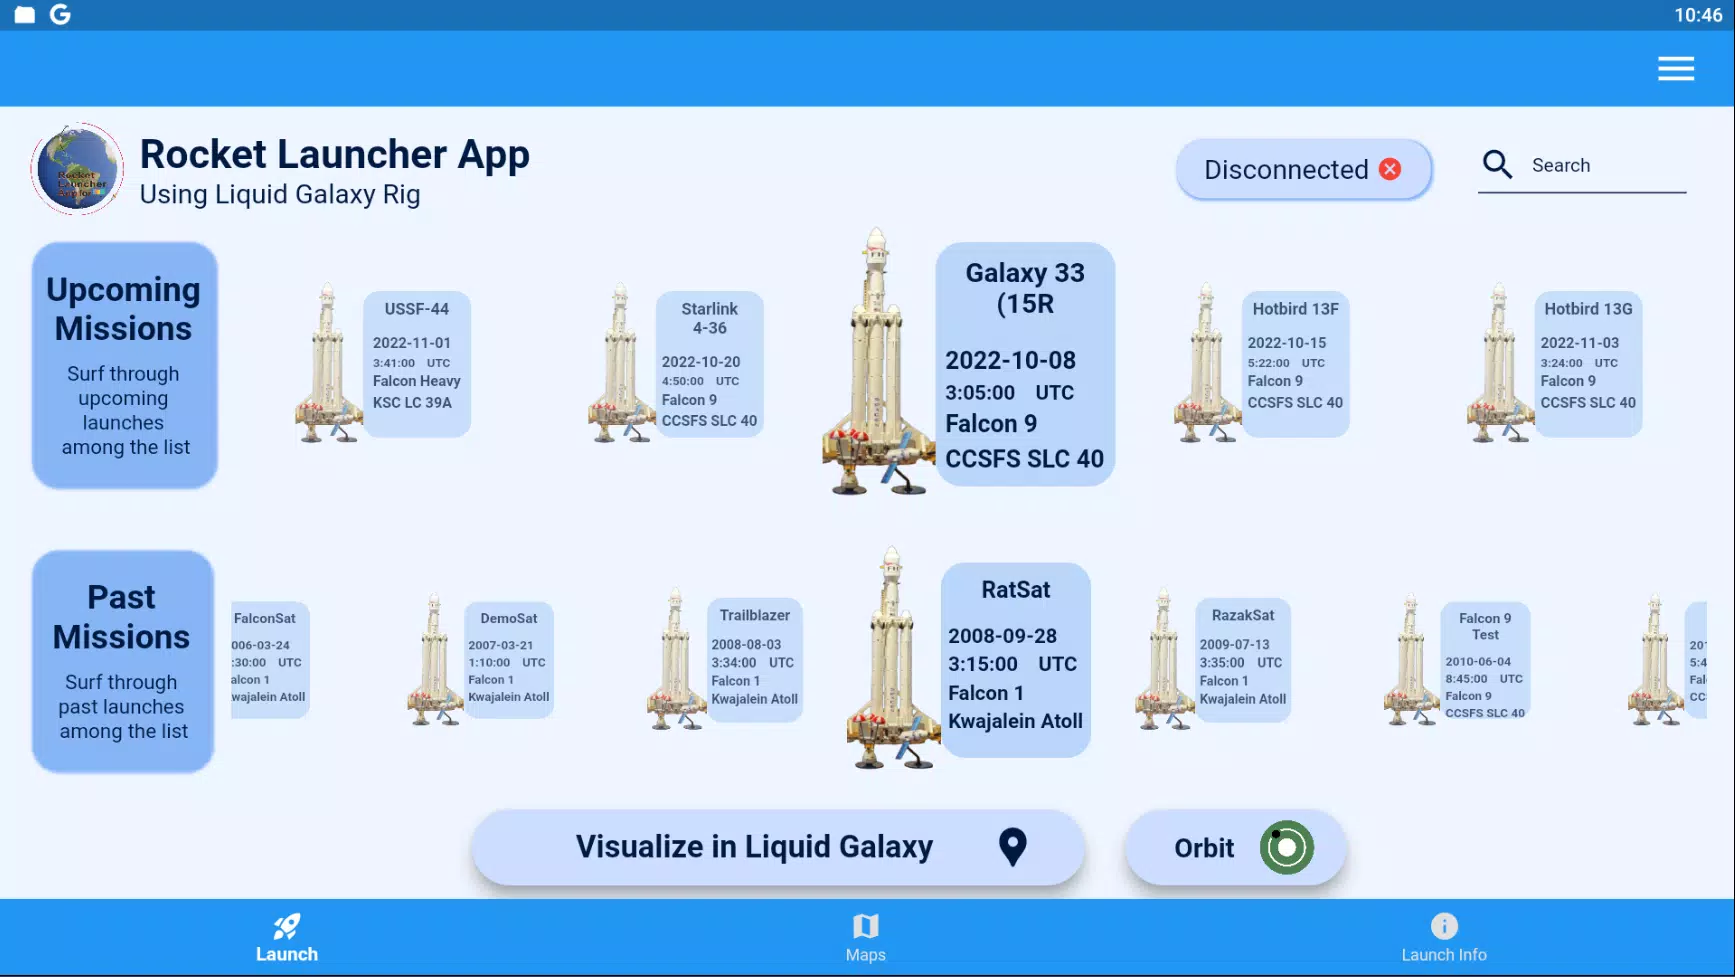 10:46
Rocket Launcher App
Using Liquid Galaxy Rig
Disconnected
Search
Upcoming
Missions
Surf through
upcoming
launches
among the list
USSF-44
2022-11-01
3:41:00 UTC
Falcon Heavy
KSC LC 39A
Starlink
4-36
2022-10-20
4:50:00 UTC
Falcon 9
CCSFS SLC 40
Galaxy 33
(15R
2022-10-08
3:05:00 UTC
Falcon 9
CCSFS SLC 40
Hotbird 13F
2022-10-15
5:22:00 UTC
Falcon 9
CCSFS SLC 40
Hotbird 13G
2022-11-03
3:24:00 UTC
Falcon 9
CCSFS SLC 40
Past
Missions
Surf through
past launches
among the list
FalconSat
006-03-24
:30:00 UTC
alcon 1
wajalein Atoll
DemoSat
2007-03-21
1:10:00 UTC
Falcon 1
Kwajalein Atoll
Trailblazer
2008-08-03
3:34:00 UTC
Falcon 1
Kwajalein Atoll
RatSat
2008-09-28
3:15:00 UTC
Falcon 1
Kwajalein Atoll
RazakSat
2009-07-13
3:35:00 UTC
Falcon 1
Kwajalein Atoll
Falcon 9
Test
2010-06-04
8:45:00 UTC
Falcon 9
CCSFS SLC 40
201
5:4
Fal
CC
Visualize in Liquid Galaxy
Orbit
Launch
Maps
Launch Info